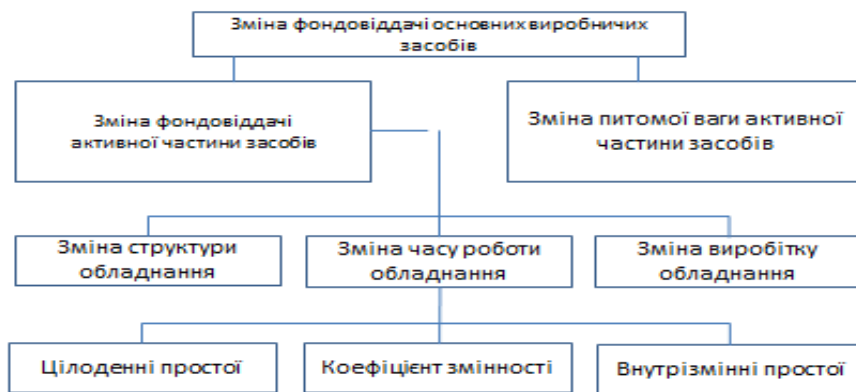 Зміна фондовіддачі основних виробничих
засобів
Зміна фондовіддачі
активної частини засобів
Зміна питомої ваги активної
частини засобів
Зміна структури
обладнання
Зміна часу роботи
обладнання
Зміна виробітку
обладнання
Цілоденні простої
Коефіцієнт змінності
Внутрізмінні простої